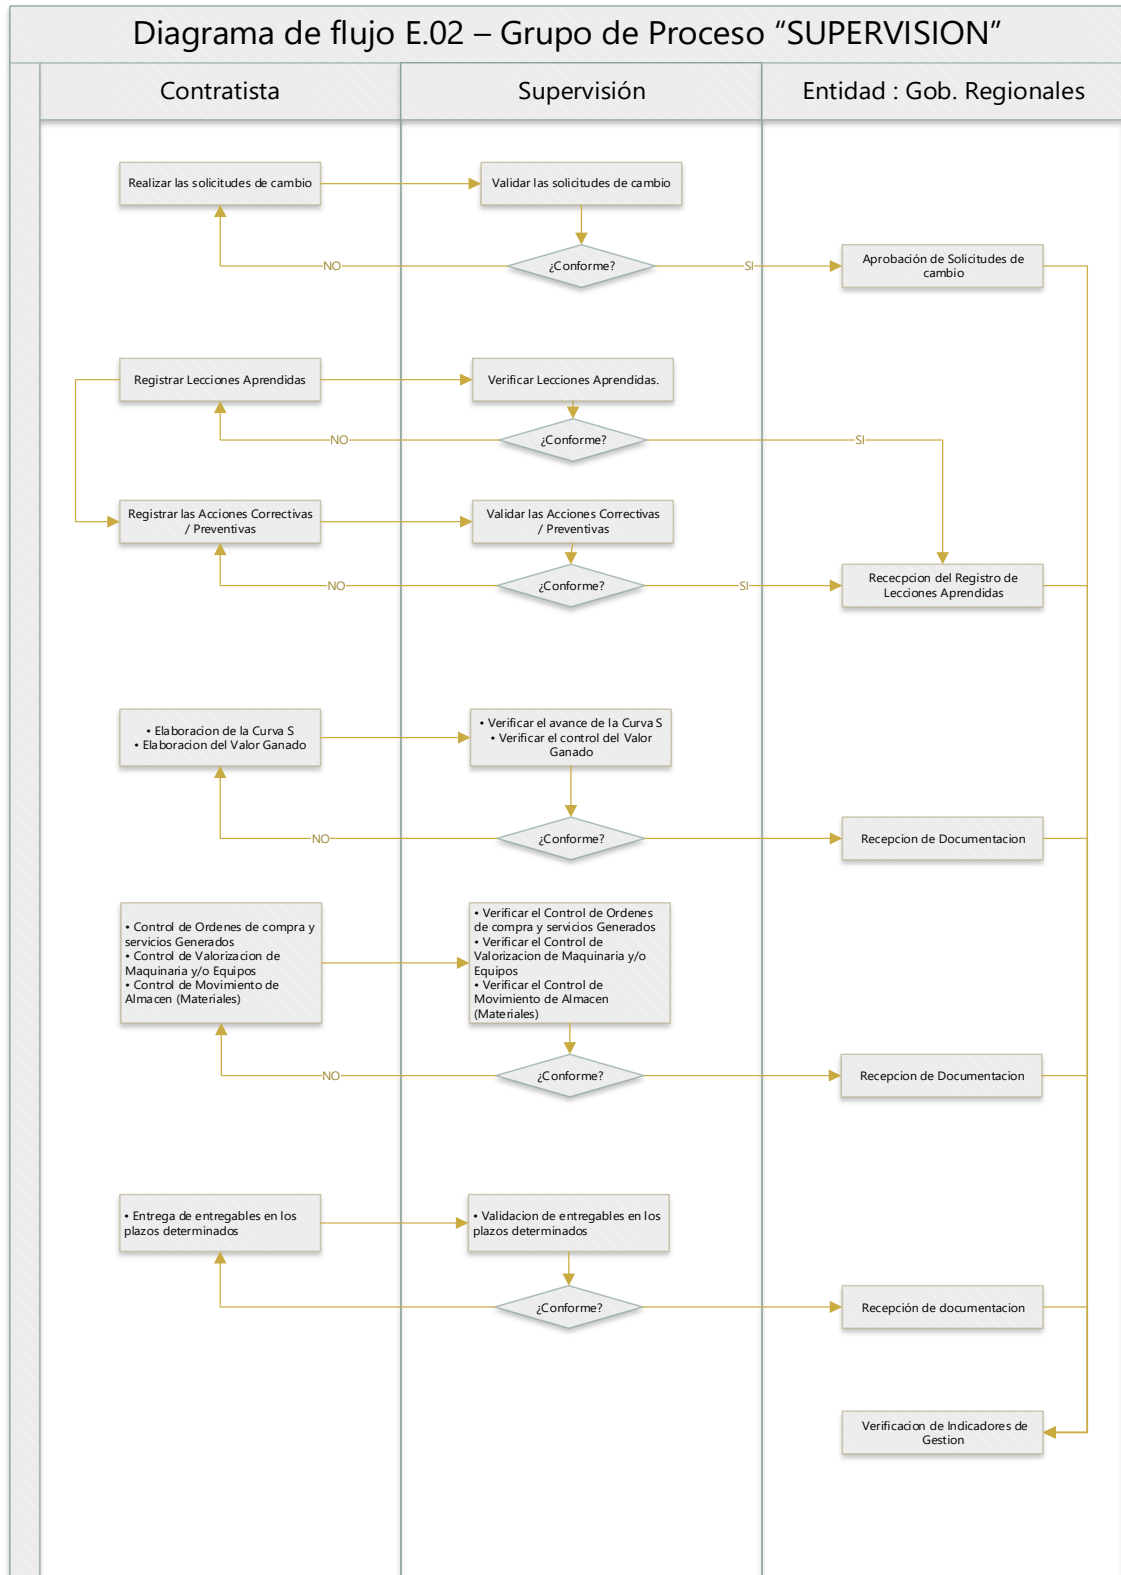 Diagrama de flujo E.02 – Grupo de Proceso “SUPERVISION”
Contratista
Supervisión
Entidad : Gob. Regionales
Realizar las solicitudes de cambio
Validar las solicitudes de cambio
NO
¿Conforme?
SI
Aprobación de Solicitudes de
cambio
Registrar Lecciones Aprendidas
Verificar Lecciones Aprendidas.
NO
¿Conforme?
SI
Registrar las Acciones Correctivas
/ Preventivas
Validar las Acciones Correctivas
/ Preventivas
NO
¿Conforme?
SI
Rececpcion del Registro de
Lecciones Aprendidas
• Elaboracion de la Curva S
• Elaboracion del Valor Ganado
• Verificar el avance de la Curva S
• Verificar el control del Valor
Ganado
NO
¿Conforme?
Recepcion de Documentacion
• Control de Ordenes de compra y
servicios Generados
• Control de Valorizacion de
Maquinaria y/o Equipos
• Control de Movimiento de
Almacen (Materiales)
• Verificar el Control de Ordenes
de compra y servicios Generados
• Verificar el Control de
Valorizacion de Maquinaria y/o
Equipos
• Verificar el Control de
Movimiento de Almacen
(Materiales)
NO
¿Conforme?
Recepcion de Documentacion
• Entrega de entregables en los
plazos determinados
• Validacion de entregables en los
plazos determinados
¿Conforme?
Recepción de documentacion
Verificacion de Indicadores de
Gestion